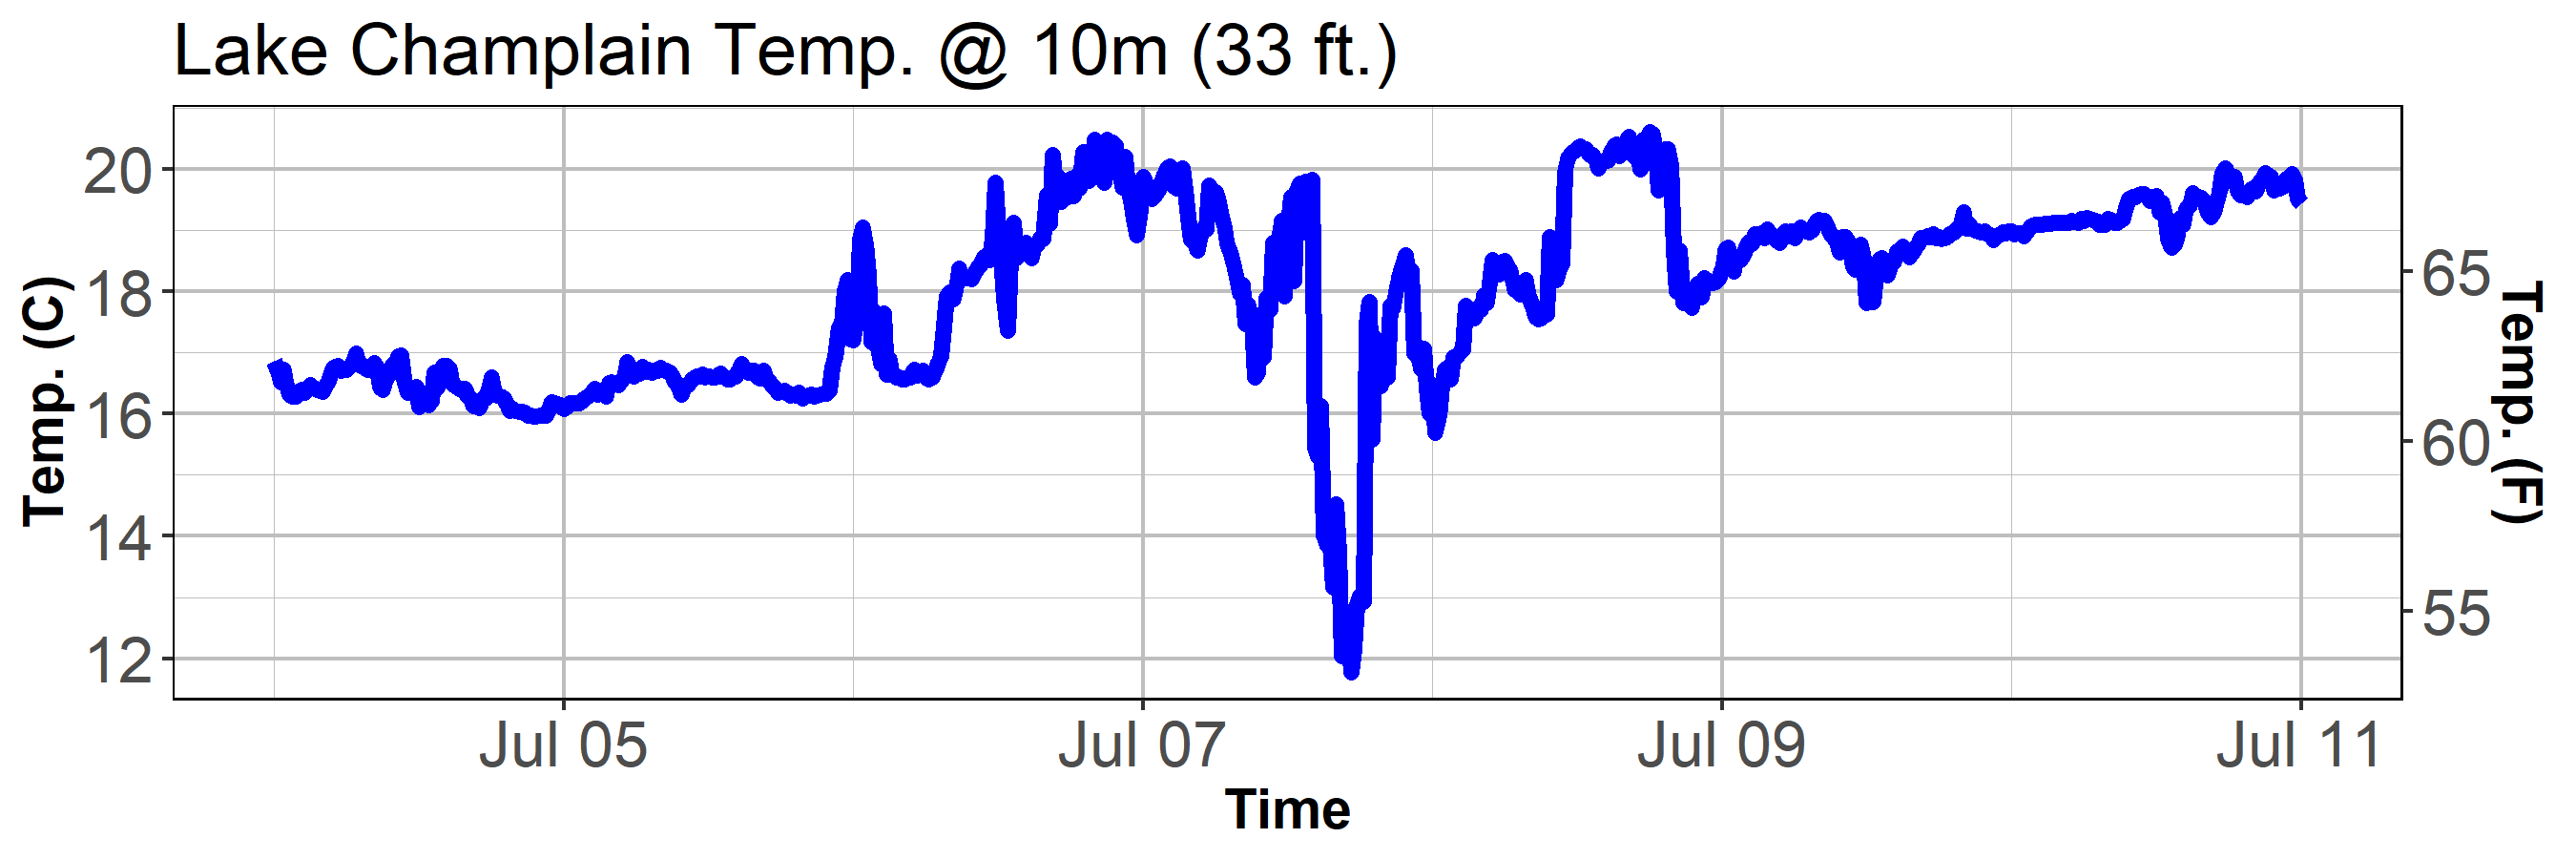 Lake Champlain Temp. @ 10m (33 ft.)
Temp. (C)
20
18
16
14
12
65
60
55
Temp. (F)
Jul 05 Jul 07 Jul 09 Jul 11
Time